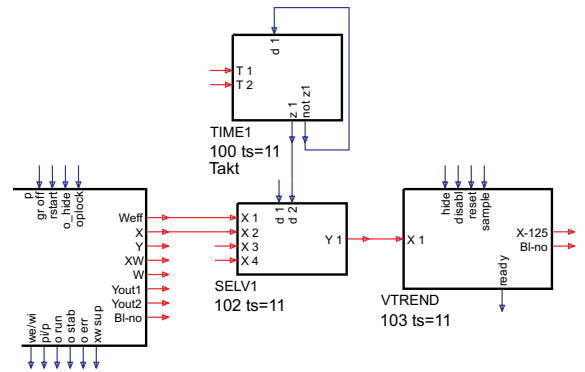 d 1
T 1
T 2
z 1
not z1
TIME1
100 ts=11
Takt
p
gr off
rstart
o_hide
oplock
Weff
X
Y
XW
W
Yout1
Yout2
Bl-no
we/wi
pi/p
o run
o stab
o err
xw sup
d 1
d 2
X 1
X 2
X 3
X 4
Y 1
SELV1
102 ts=11
hide
disabl
reset
sample
X 1
X-125
Bl-no
ready
VTREND
103 ts=11